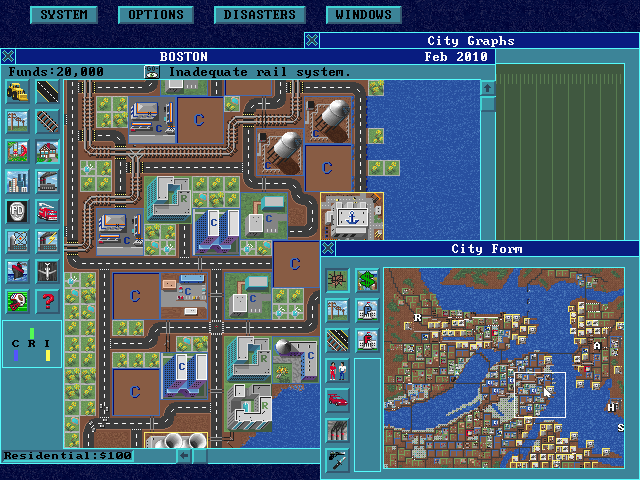 SYSTEM OPTIONS DISASTERS WINDOWS
City Graphs
BOSTON Feb 2010
Funds:20,000 GO- Inadequate rail system.
C
C
C
C
C
R
C
C
City Form
C
C
C
C
R
A
C R I
C
C
C
R
H
S
Residential:$100